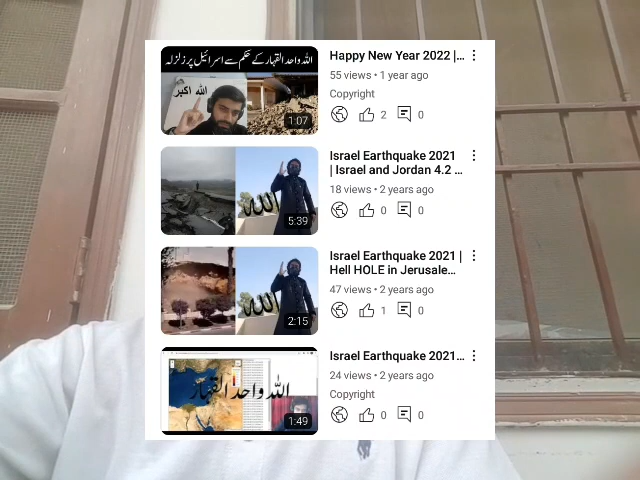 اللہ واحد القہار کے حکم سے اسرائیل پر زلزلہ
اللہ اکبر
1:07
Happy New Year 2022 |...
55 views • 1 year ago
Copyright
2
0
اللہ
5:39
Israel Earthquake 2021
| Israel and Jordan 4.2 ...
18 views • 2 years ago
0
0
اللہ
2:15
Israel Earthquake 2021 |
Hell HOLE in Jerusale...
47 views • 2 years ago
1
0
اللہ واحد القہار
1:49
Israel Earthquake 2021...
24 views • 2 years ago
Copyright
0
0